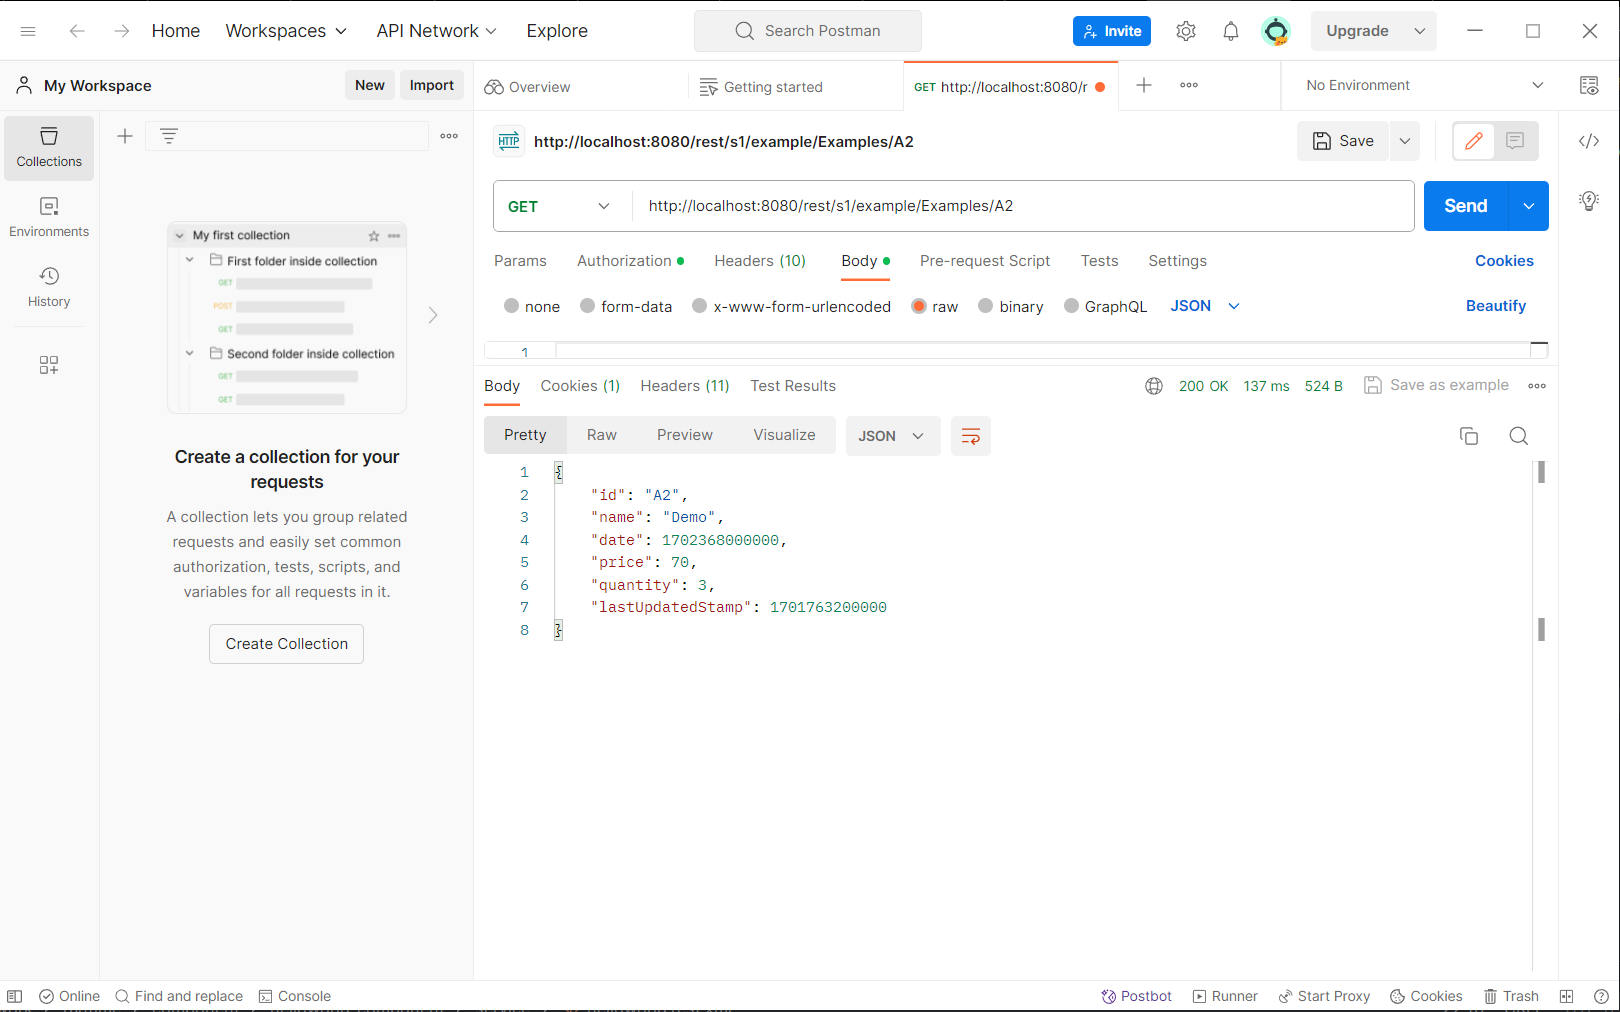 Home Workspaces API Network Explore Search Postman Invite Upgrade
My Workspace New Import Overview Getting started GET http://localhost:8080/r No Environment
Collections
Environments
History
My first collection
First folder inside collection
GET
POST
GET
Second folder inside collection
GET
GET
Create a collection for your
requests
A collection lets you group related
requests and easily set common
authorization, tests, scripts, and
variables for all requests in it.
Create Collection
HTTP http://localhost:8080/rest/s1/example/Examples/A2 Save
GET http://localhost:8080/rest/s1/example/Examples/A2 Send
Params Authorization Headers (10) Body Pre-request Script Tests Settings Cookies
none form-data x-www-form-urlencoded raw binary GraphQL JSON Beautify
1
Body Cookies (1) Headers (11) Test Results 200 OK 137 ms 524 B Save as example
Pretty Raw Preview Visualize JSON
1 {
2 "id": "A2",
3 "name": "Demo",
4 "date": 1702368000000,
5 "price": 70,
6 "quantity": 3,
7 "lastUpdatedStamp": 1701763200000
8 }
Online Find and replace Console Postbot Runner Start Proxy Cookies Trash